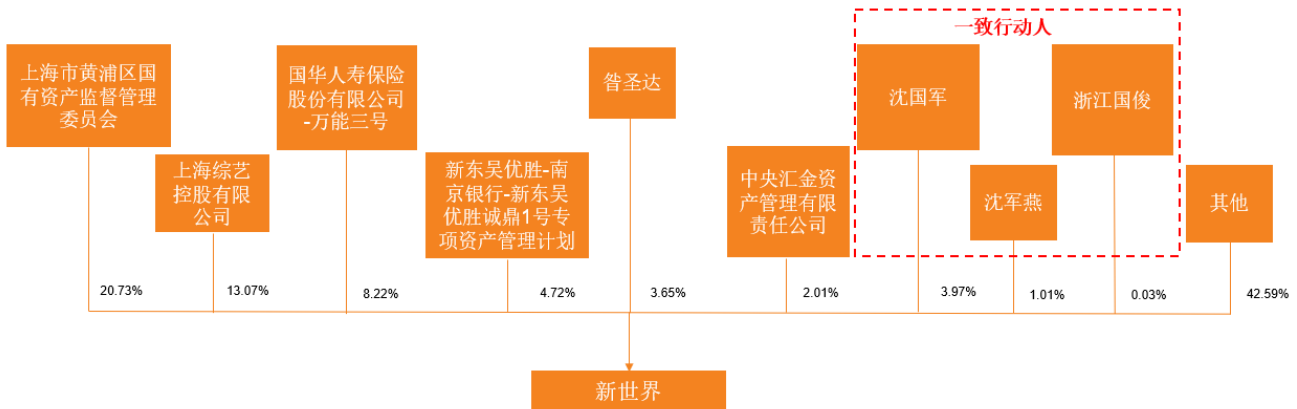 一致行动人
上海市黄浦区国
有资产监督管理
委员会
国华人寿保险
股份有限公司
-万能三号
昝圣达
沈国军
浙江国俊
上海综艺
控股有限
公司
新东吴优胜-南
京银行-新东吴
优胜诚鼎1号专
项资产管理计划
中央汇金资
产管理有限
责任公司
沈军燕
其他
20.73%
13.07%
8.22%
4.72%
3.65%
2.01%
3.97%
1.01%
0.03%
42.59%
新世界